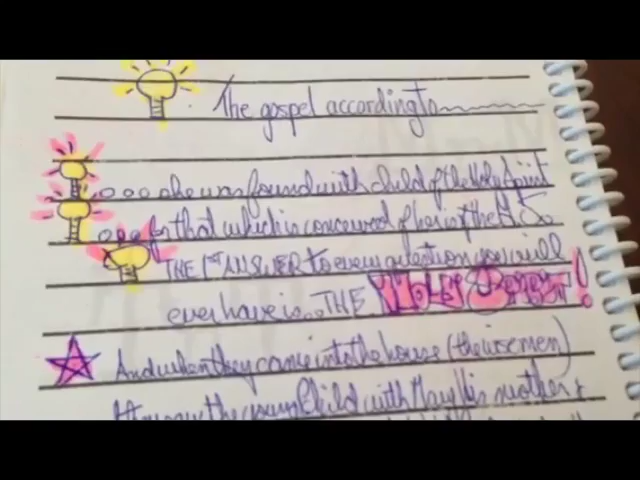 The gospel according to
...she was found with child of the Holy Spirit
...for that which is conceived of her is of the H.S.
THE 1ST ANSWER to every question you will
ever have is...THE HOLY SPIRIT!
And when they came into the house (the wise men)
they saw the young Child with Mary His mother &